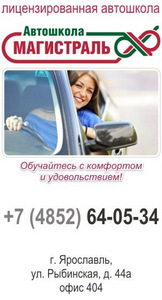 лицензированная автошкола
Автошкола
МАГИСТРАЛЬ
Обучайтесь с комфортом
и удовольствием!
+7 (4852) 64-05-34
г. Ярославль,
ул. Рыбинская, д. 44а
офис 404